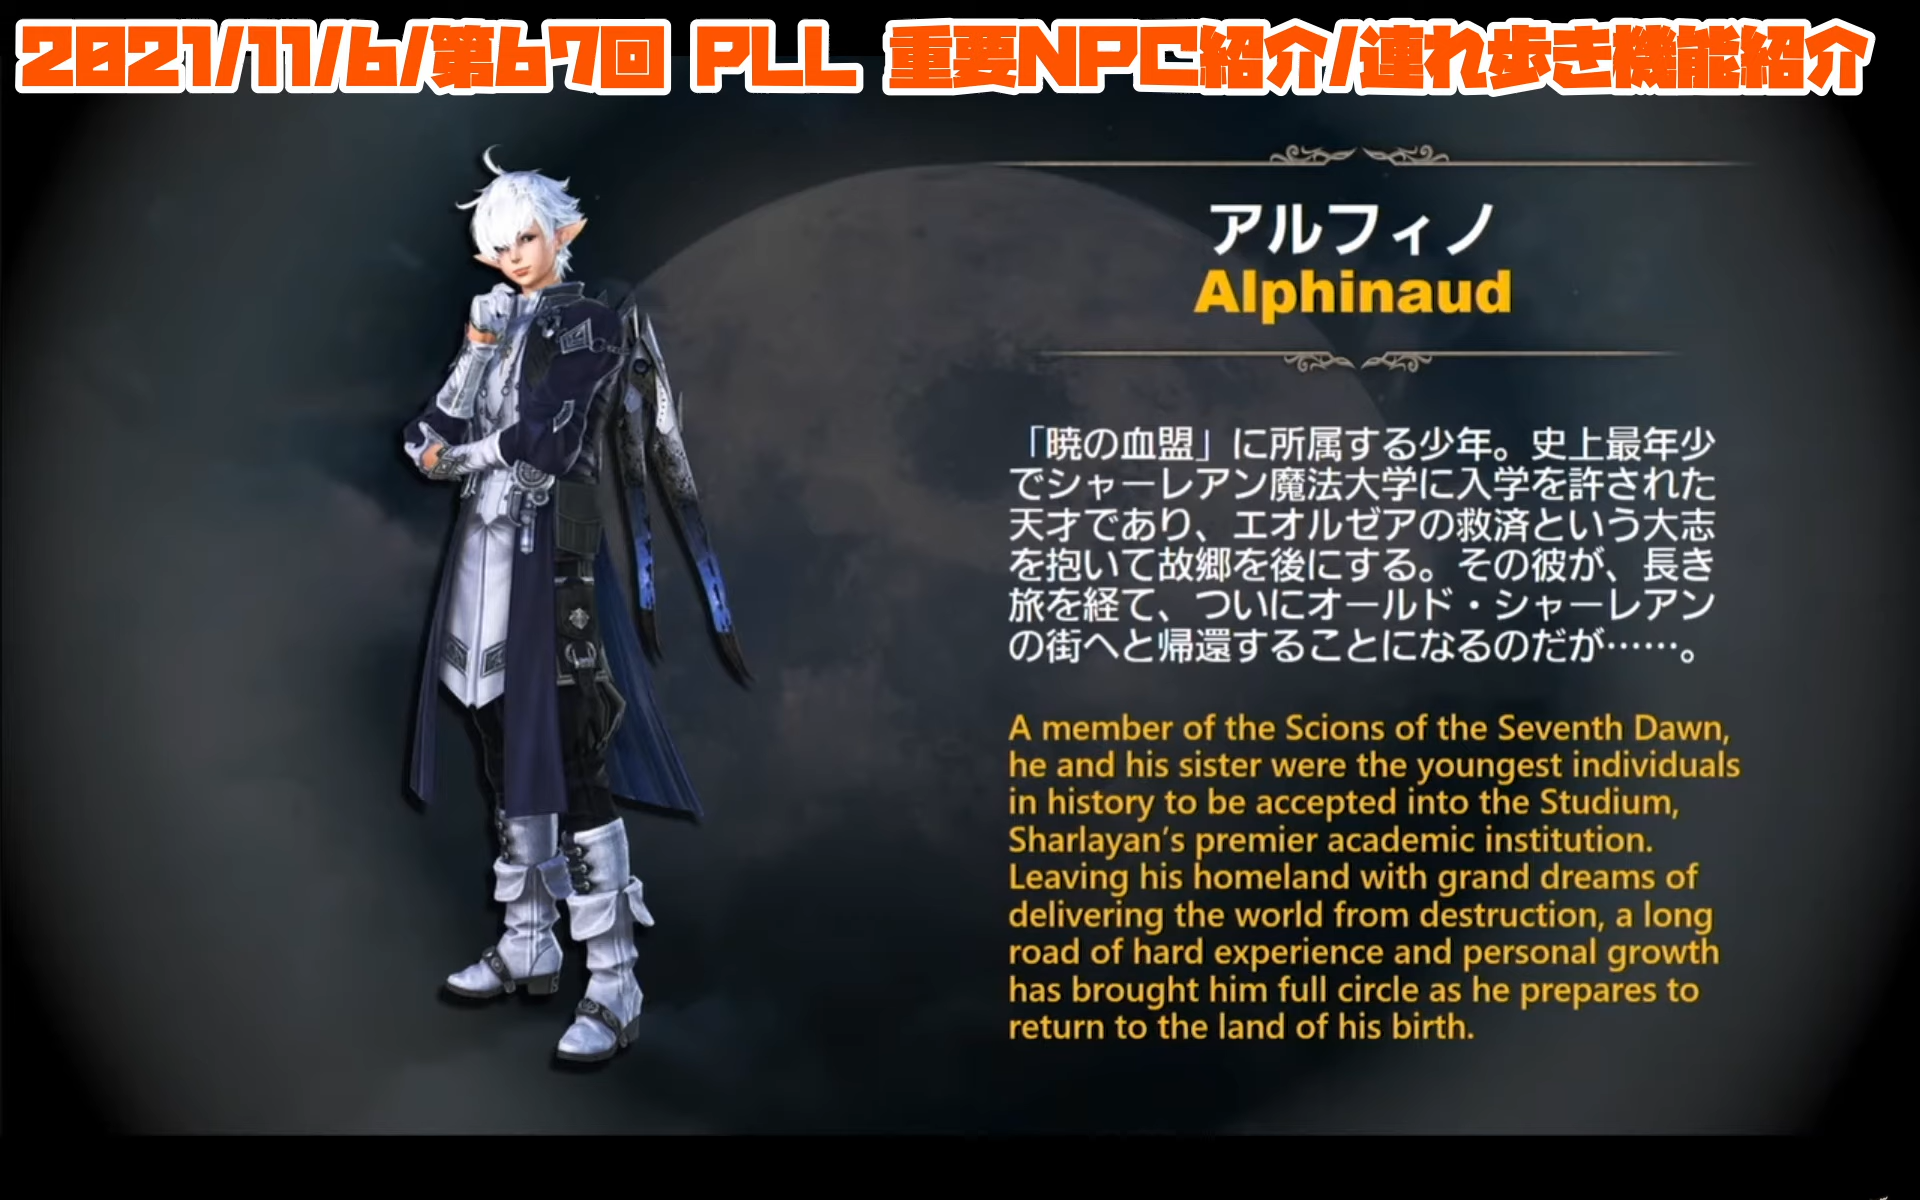 2021/11/6/第67回 PLL 重要NPC紹介/連れ歩き機能紹介
アルフィノ
Alphinaud
「暁の血盟」に所属する少年。史上最年少
でシャーレアン魔法大学に入学を許された
天才であり、エオルゼアの救済という大志
を抱いて故郷を後にする。その彼が、長き
旅を経て、ついにオールド・シャーレアン
の街へと帰還することになるのだが……。
A member of the Scions of the Seventh Dawn,
he and his sister were the youngest individuals
in history to be accepted into the Studium,
Sharlayan's premier academic institution.
Leaving his homeland with grand dreams of
delivering the world from destruction, a long
road of hard experience and personal growth
has brought him full circle as he prepares to
return to the land of his birth.